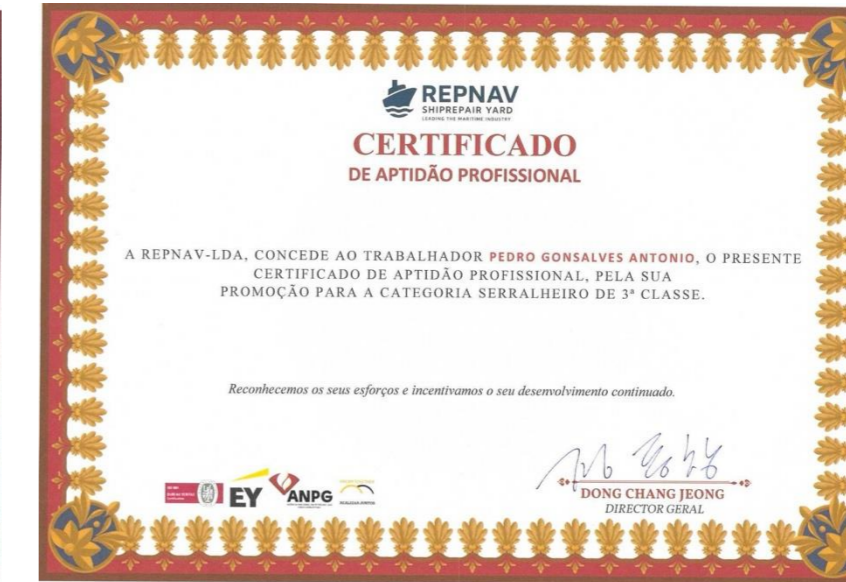 REPNAV
SHIPREPAIR YARD
LEADING THE MARITIME INDUSTRY
CERTIFICADO
DE APTIDÃO PROFISSIONAL
A REPNAV-LDA, CONCEDE AO TRABALHADOR PEDRO GONSALVES ANTONIO, O PRESENTE
CERTIFICADO DE APTIDÃO PROFISSIONAL, PELA SUA
PROMOÇÃO PARA A CATEGORIA SERRALHEIRO DE 3ª CLASSE.
Reconhecemos os seus esforços e incentivamos o seu desenvolvimento continuado.
EY
ANPG
DONG CHANG JEONG
DIRECTOR GERAL